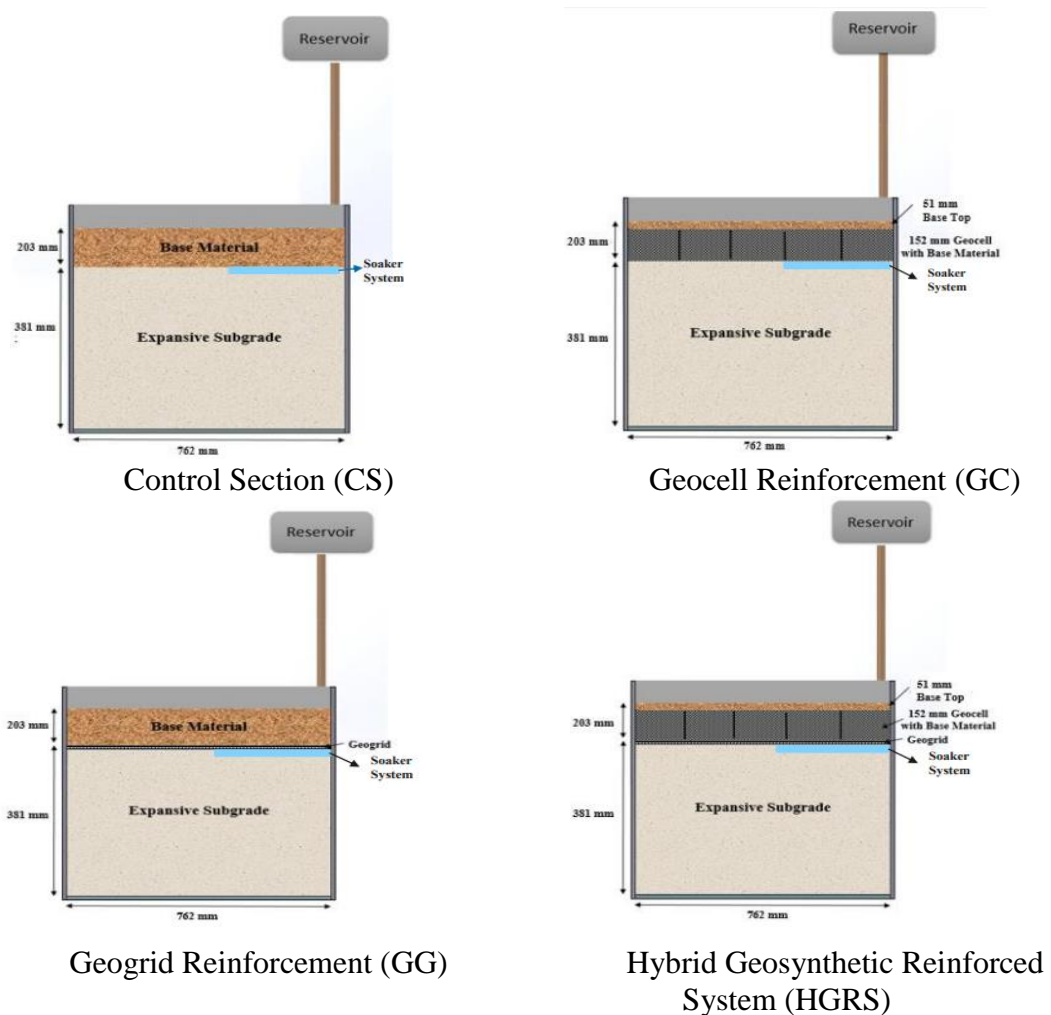 Reservoir
203 mm
Base Material
Soaker
System
381 mm
Expansive Subgrade
762 mm
Control Section (CS)
Reservoir
51 mm
Base Top
203 mm
152 mm Geocell
with Base Material
Soaker
System
381 mm
Expansive Subgrade
762 mm
Geocell Reinforcement (GC)
Reservoir
203 mm
Base Material
Geogrid
Soaker
System
381 mm
Expansive Subgrade
762 mm
Geogrid Reinforcement (GG)
Reservoir
51 mm
Base Top
203 mm
152 mm Geocell
with Base Material
Geogrid
Soaker
System
381 mm
Expansive Subgrade
762 mm
Hybrid Geosynthetic Reinforced
System (HGRS)